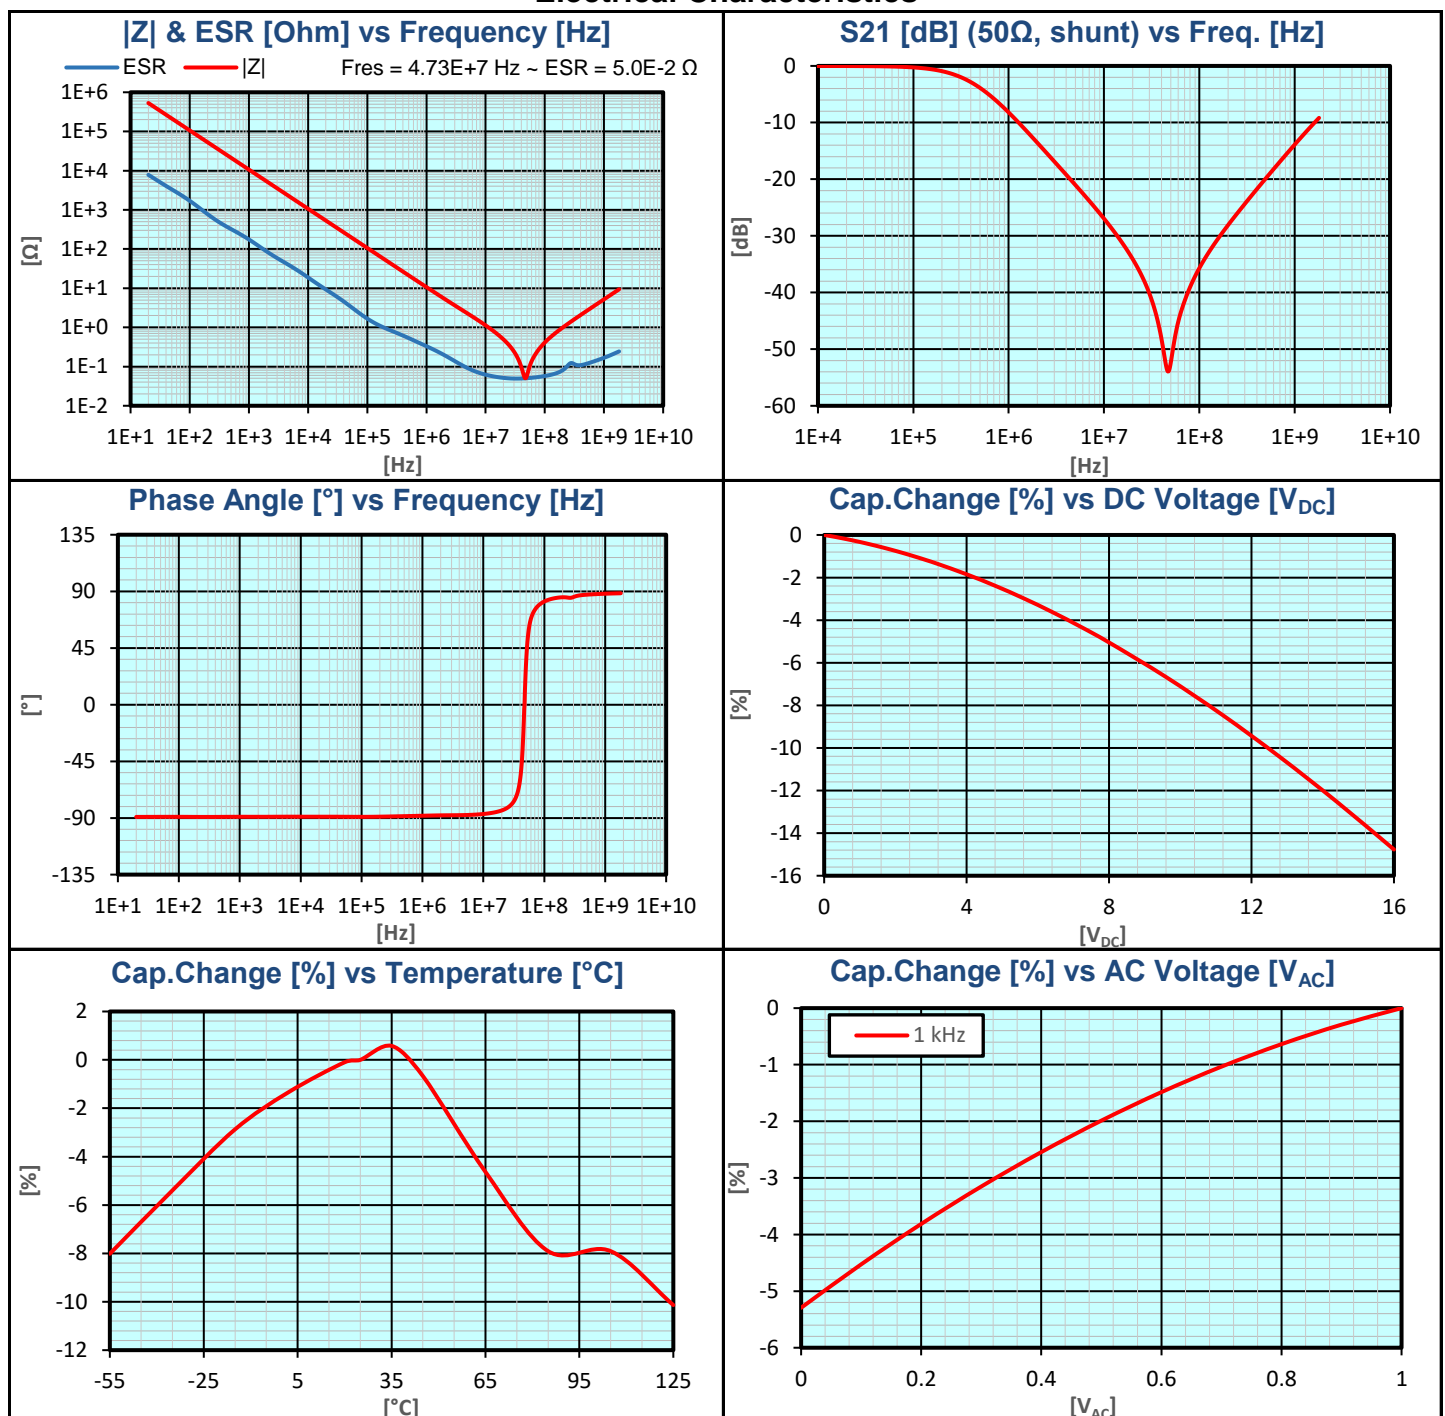 Electrical Characteristics
|Z| & ESR [Ohm] vs Frequency [Hz]
ESR |Z| Fres = 4.73E+7 Hz ~ ESR = 5.0E-2 Ω
1E+6
1E+5
1E+4
1E+3
1E+2
1E+1
1E+0
1E-1
1E-2
[Ω]
1E+1 1E+2 1E+3 1E+4 1E+5 1E+6 1E+7 1E+8 1E+9 1E+10
[Hz]
S21 [dB] (50Ω, shunt) vs Freq. [Hz]
0
-10
-20
-30
-40
-50
-60
[dB]
1E+4 1E+5 1E+6 1E+7 1E+8 1E+9 1E+10
[Hz]
Phase Angle [°] vs Frequency [Hz]
135
90
45
0
-45
-90
-135
[°]
1E+1 1E+2 1E+3 1E+4 1E+5 1E+6 1E+7 1E+8 1E+9 1E+10
[Hz]
Cap.Change [%] vs DC Voltage [VDC]
0
-2
-4
-6
-8
-10
-12
-14
-16
[%]
0 4 8 12 16
[VDC]
Cap.Change [%] vs Temperature [°C]
2
0
-2
-4
-6
-8
-10
-12
[%]
-55 -25 5 35 65 95 125
[°C]
Cap.Change [%] vs AC Voltage [VAC]
1 kHz
0
-1
-2
-3
-4
-5
-6
[%]
0 0.2 0.4 0.6 0.8 1
[VAC]